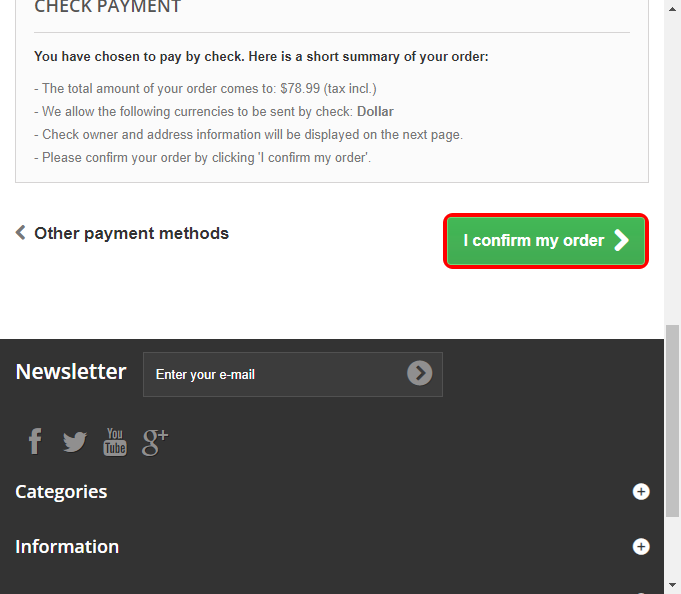 CHECK PAYMENT
You have chosen to pay by check. Here is a short summary of your order:
- The total amount of your order comes to: $78.99 (tax incl.)
- We allow the following currencies to be sent by check: Dollar
- Check owner and address information will be displayed on the next page.
- Please confirm your order by clicking 'I confirm my order'.
Other payment methods
I confirm my order
Newsletter
Enter your e-mail
f
You
Tube
g+
Categories
Information